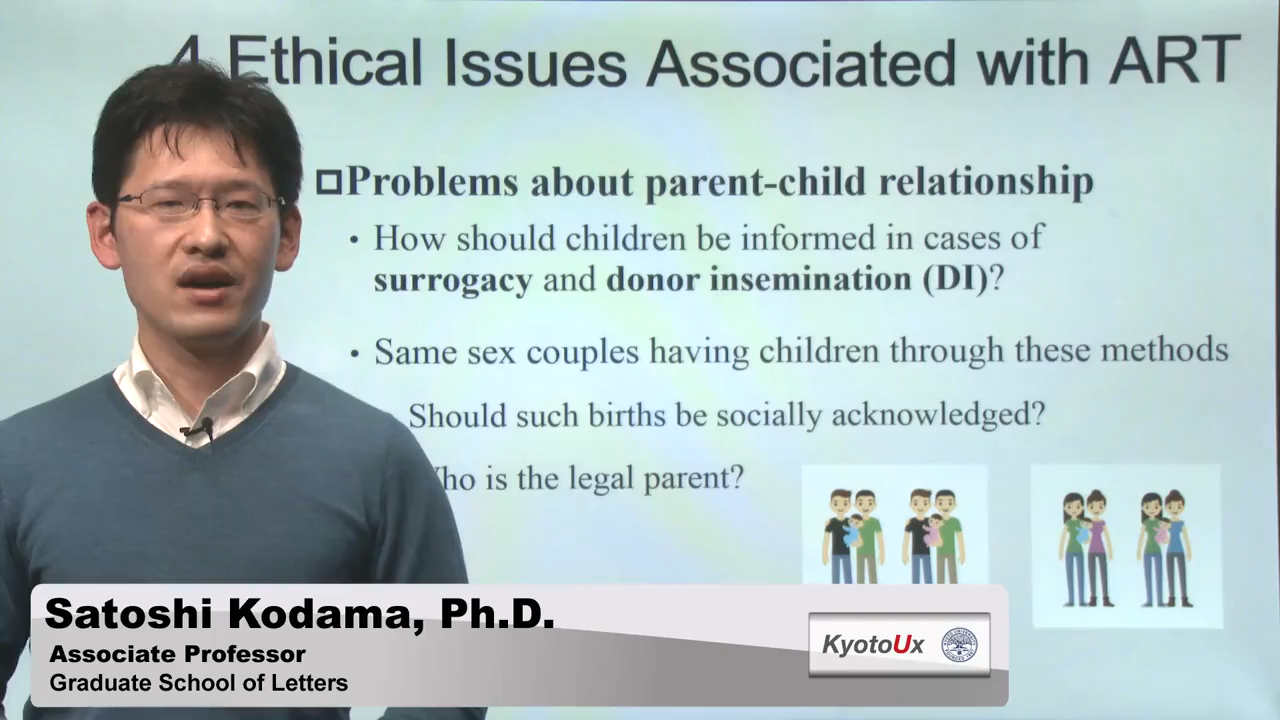 4 Ethical Issues Associated with ART
Problems about parent-child relationship
• How should children be informed in cases of
surrogacy and donor insemination (DI)?
• Same sex couples having children through these methods
Should such births be socially acknowledged?
ho is the legal parent?
Satoshi Kodama, Ph.D.
Associate Professor
Graduate School of Letters
KyotoUx